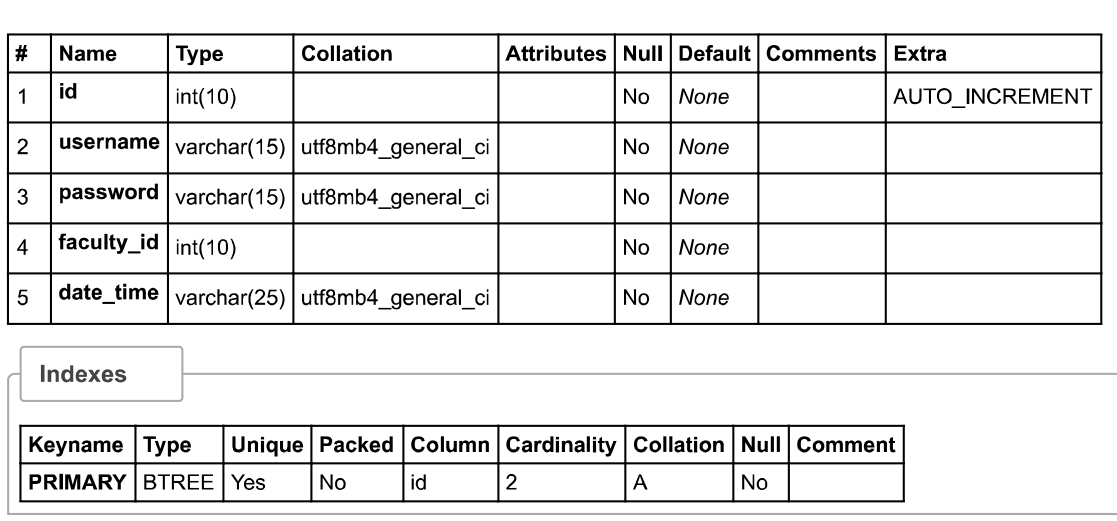 # Name Type Collation Attributes Null Default Comments Extra
1 id int(10) No None AUTO_INCREMENT
2 username varchar(15) utf8mb4_general_ci No None
3 password varchar(15) utf8mb4_general_ci No None
4 faculty_id int(10) No None
5 date_time varchar(25) utf8mb4_general_ci No None
Indexes
Keyname Type Unique Packed Column Cardinality Collation Null Comment
PRIMARY BTREE Yes No id 2 A No